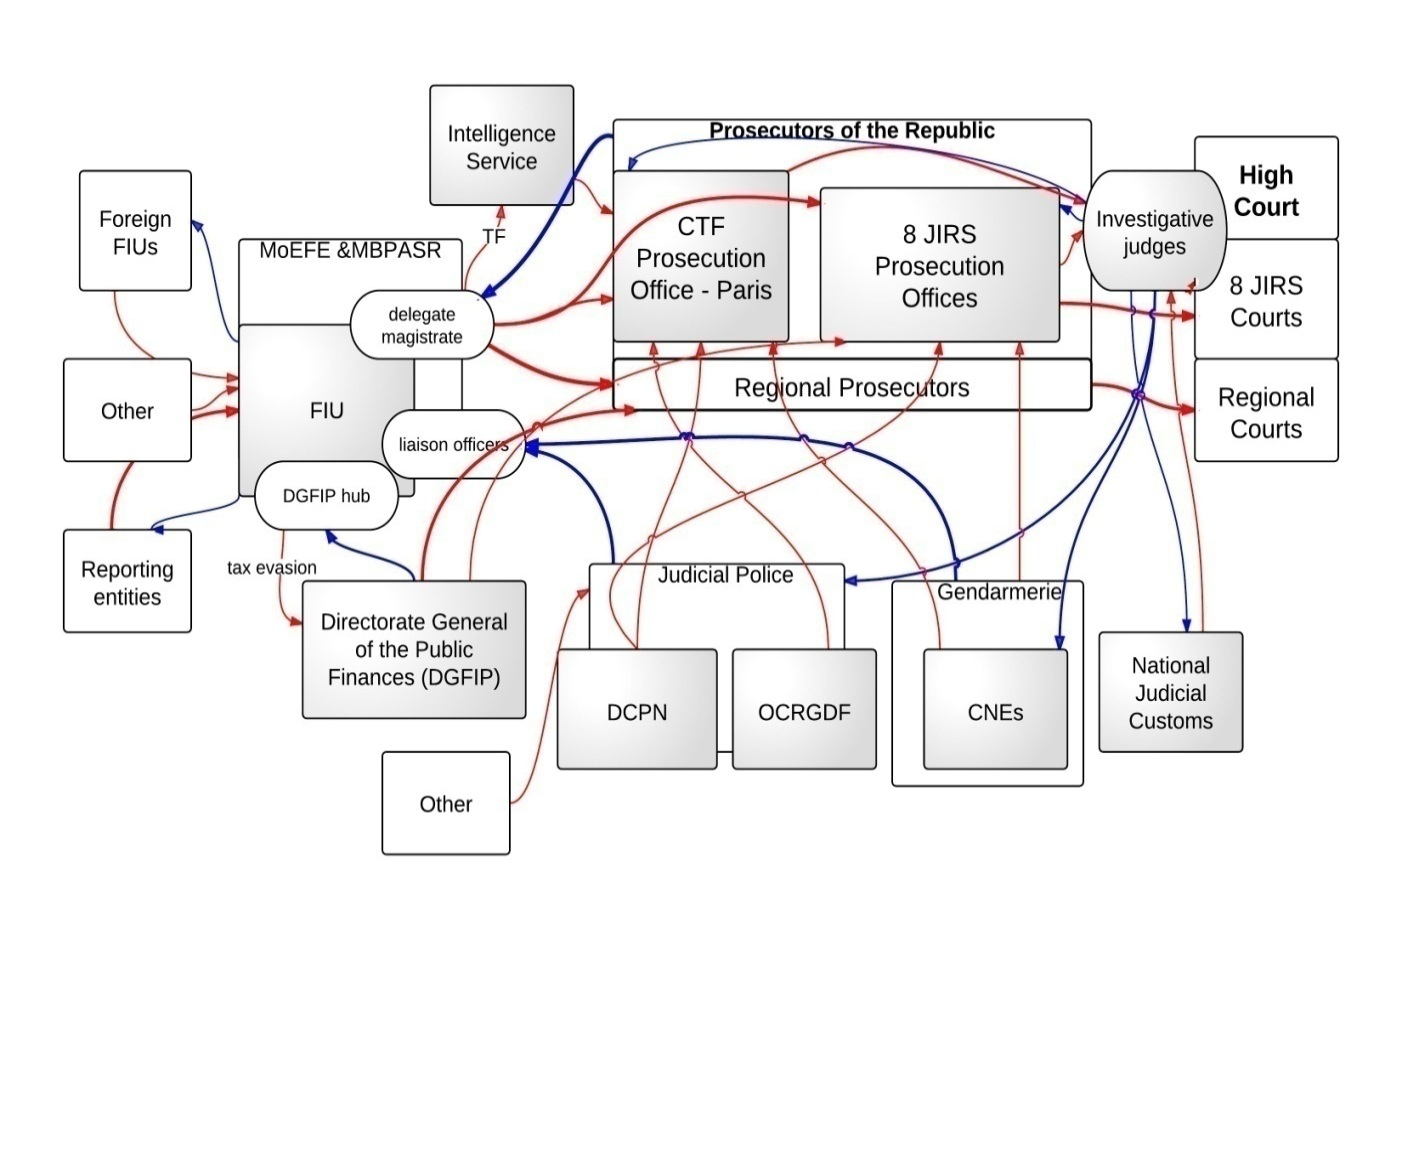 Prosecutors of the Republic
Intelligence
Service
High
Court
Foreign
FIUs
Investigative
judges
TF
MoEFE &MBPASR
CTF
Prosecution
Office - Paris
8 JIRS
Prosecution
Offices
8 JIRS
Courts
delegate
magistrate
Other
FIU
Regional Prosecutors
Regional
Courts
liaison officers
DGFIP hub
tax evasion
Reporting
entities
Judicial Police
Gendarmerie
Directorate General
of the Public
Finances (DGFIP)
National
Judicial
Customs
DCPN
OCRGDF
CNEs
Other